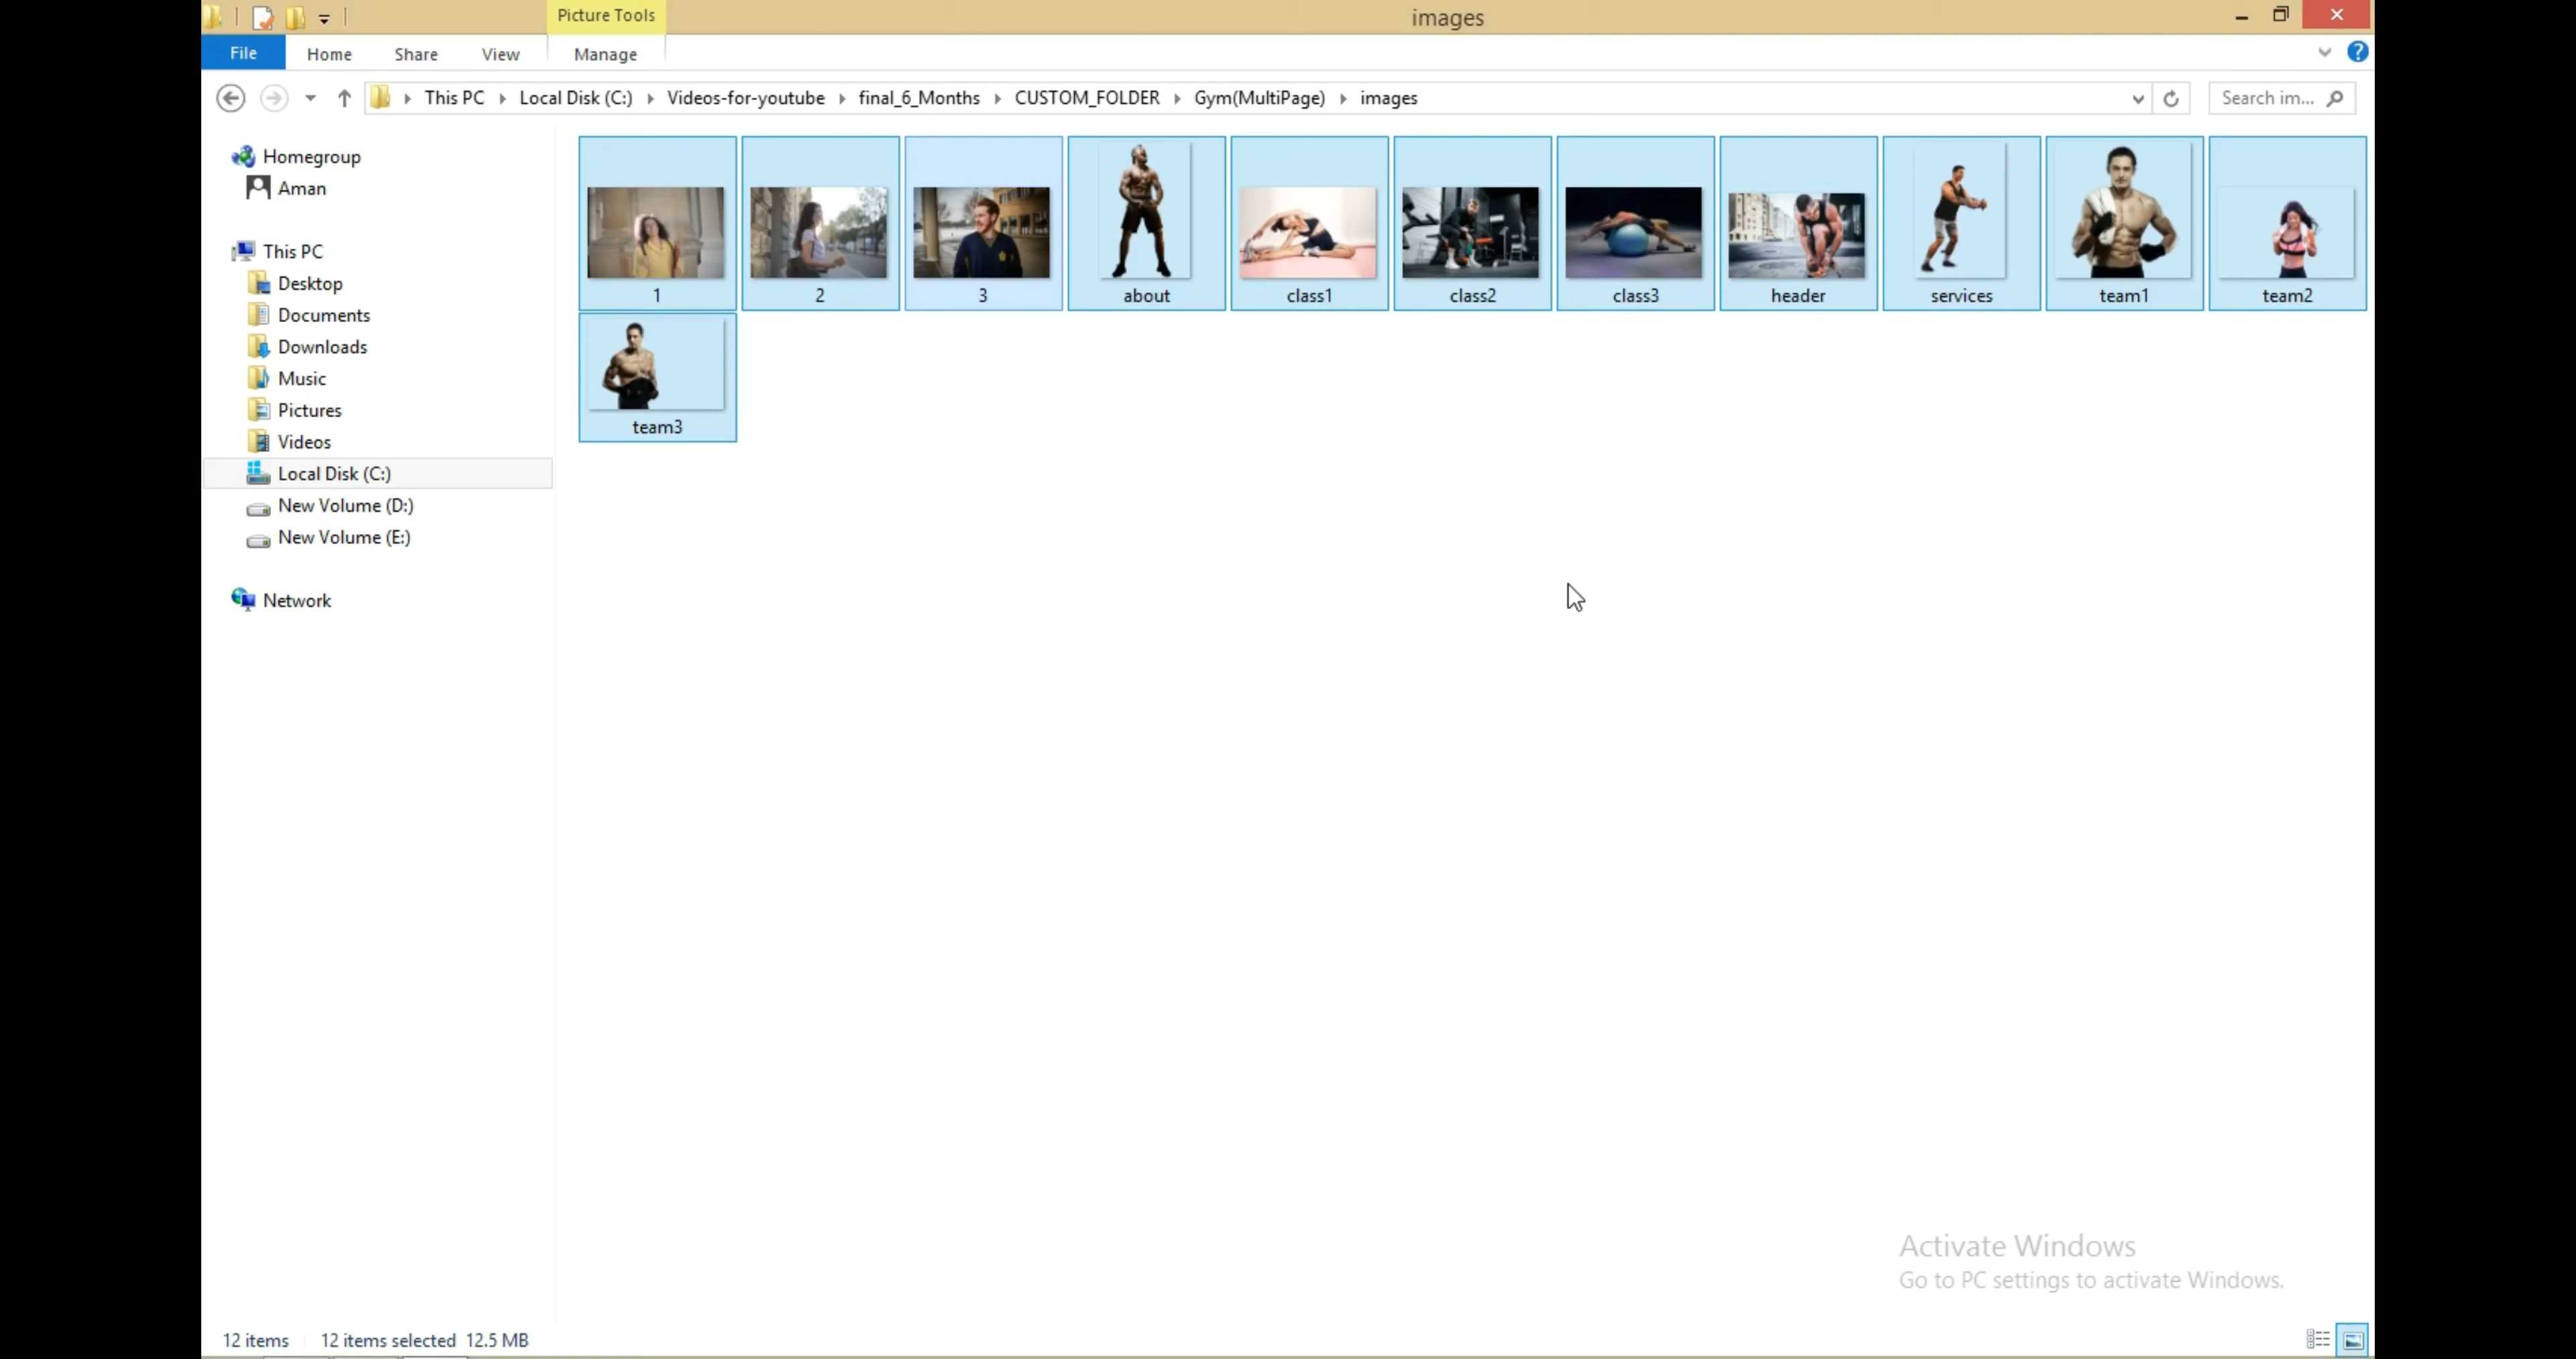 Picture Tools
images
File Home Share View Manage
This PC Local Disk (C:) Videos-for-youtube final_6_Months CUSTOM_FOLDER Gym(MultiPage) images
Search im...
Homegroup
Aman
This PC
Desktop
Documents
Downloads
Music
Pictures
Videos
Local Disk (C:)
New Volume (D:)
New Volume (E:)
Network
1 2 3 about class1 class2 class3 header services team1 team2
team3
Activate Windows
Go to PC settings to activate Windows.
12 items 12 items selected 12.5 MB